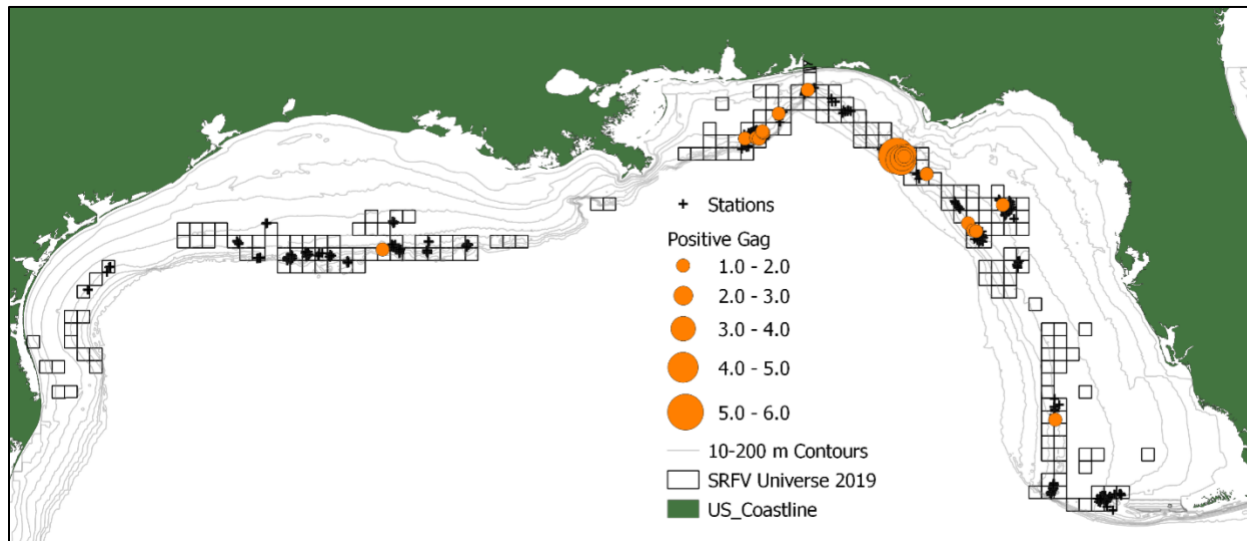 Stations
Positive Gag
1.0 - 2.0
2.0 - 3.0
3.0 - 4.0
4.0 - 5.0
5.0 - 6.0
10-200 m Contours
SRFV Universe 2019
US_Coastline